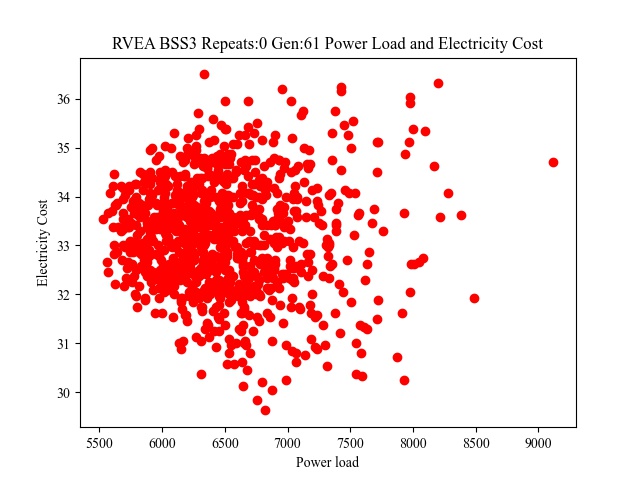 RVEA BSS3 Repeats:0 Gen:61 Power Load and Electricity Cost
Electricity Cost
36
35
34
33
32
31
30
5500 6000 6500 7000 7500 8000 8500 9000
Power load